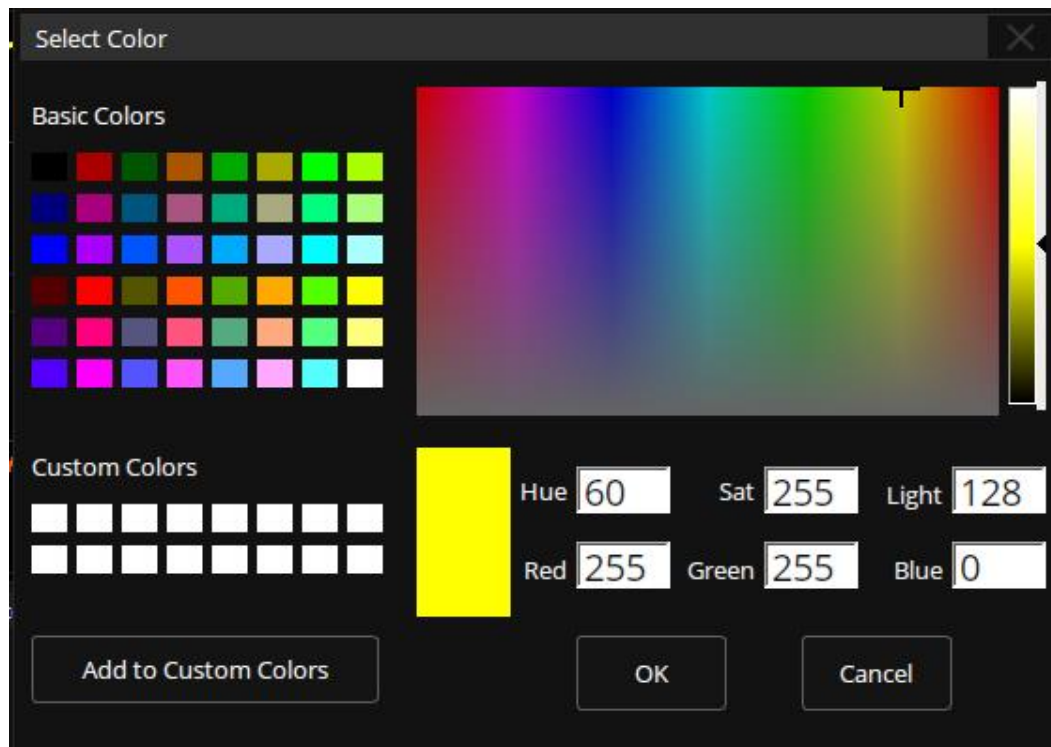 Select Color
Basic Colors
Custom Colors
Hue 60 Sat 255 Light 128
Red 255 Green 255 Blue 0
Add to Custom Colors OK Cancel